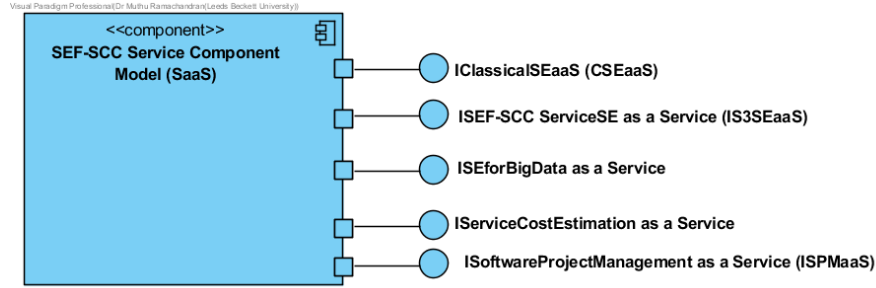 Visual Paradigm Professional(Dr Muthu Ramachandran(Leeds Beckett University))
<<component>>
SEF-SCC Service Component
Model (SaaS)
IClassicalSEaaS (CSEaaS)
ISEF-SCC ServiceSE as a Service (IS3SEaaS)
ISEforBigData as a Service
IServiceCostEstimation as a Service
ISoftwareProjectManagement as a Service (ISPMaaS)